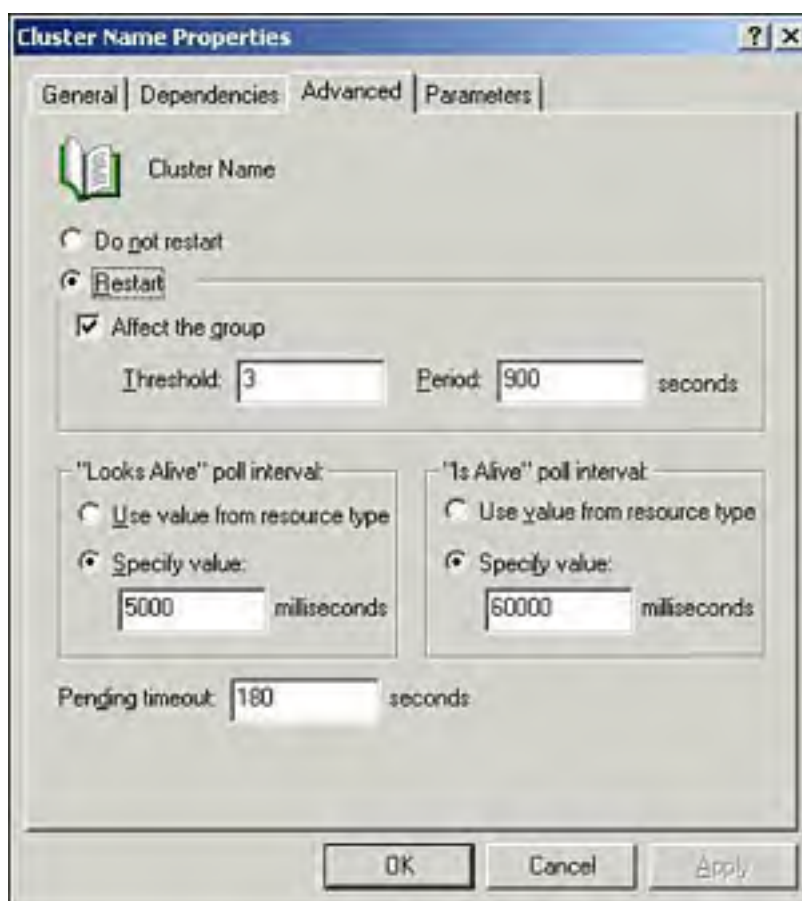 Cluster Name Properties
General Dependencies Advanced Parameters
Cluster Name
Do not restart
Restart
Affect the group
Threshold: 3 Period: 900 seconds
"Looks Alive" poll interval:
Use value from resource type
Specify value:
5000 milliseconds
"Is Alive" poll interval:
Use value from resource type
Specify value:
60000 milliseconds
Pending timeout: 180 seconds
OK Cancel Apply